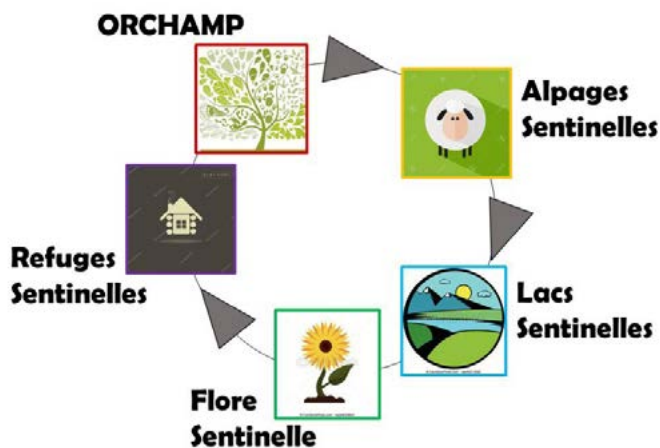 ORCHAMP
Alpages
Sentinelles
Refuges
Sentinelles
Lacs
Sentinelles
Flore
Sentinelle